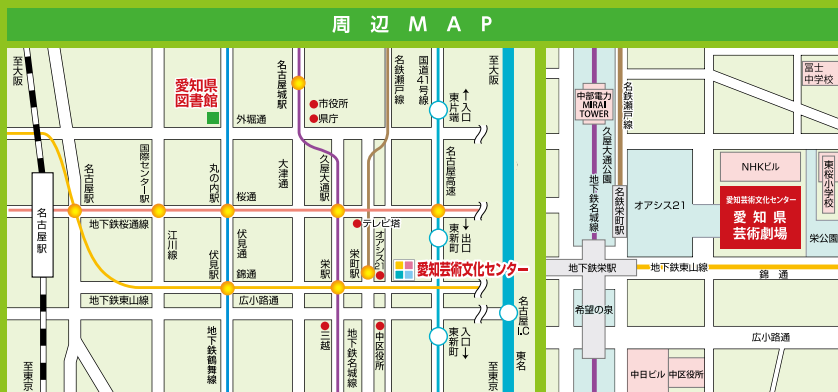 周辺MAP
至大阪
愛知県
図書館
名古屋城駅
市役所
県庁
外堀通
名鉄瀬戸線
国道41号線
東片端
入口
至大阪
名古屋駅
名古屋駅
国際センター駅
丸の内駅
大津通
久屋大通駅
名古屋高速
桜通
地下鉄桜通線
江川線
伏見通
伏見駅
錦通
栄駅
栄町駅
テレビ塔
オアシス21
東新町
出口
愛知芸術文化センター
地下鉄東山線
広小路通
地下鉄鶴舞線
三越
地下鉄名城線
中区役所
東新町
入口
名古屋I.C
東名
至東京
至東京
中部電力
MIRAI
TOWER
名鉄瀬戸線
久屋大通公園
地下鉄名城線
名鉄栄町駅
オアシス21
NHKビル
愛知芸術文化センター
愛知県
芸術劇場
冨士
中学校
東桜小学校
栄公園
地下鉄栄駅
地下鉄東山線
錦通
希望の泉
広小路通
中日ビル
中区役所